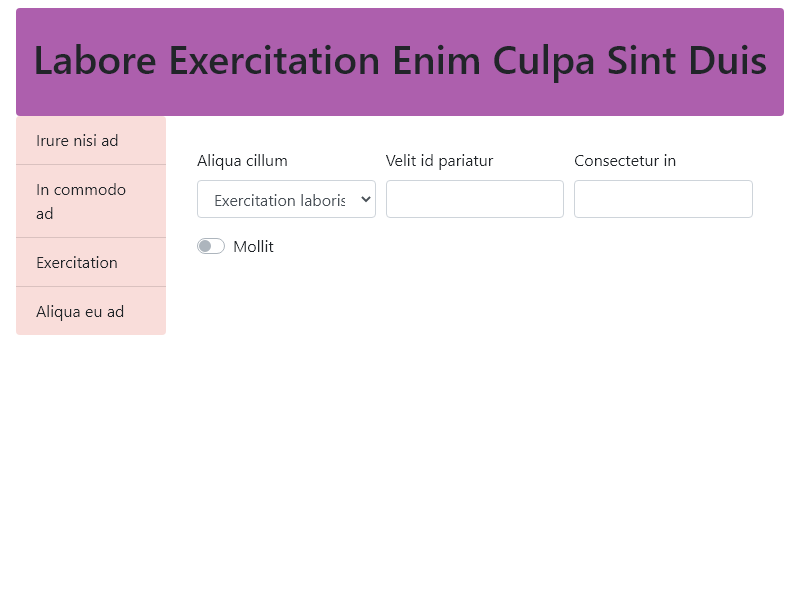 Labore Exercitation Enim Culpa Sint Duis
Irure nisi ad
In commodo
ad
Exercitation
Aliqua eu ad
Aliqua cillum
Velit id pariatur
Consectetur in
Exercitation laboris
Mollit